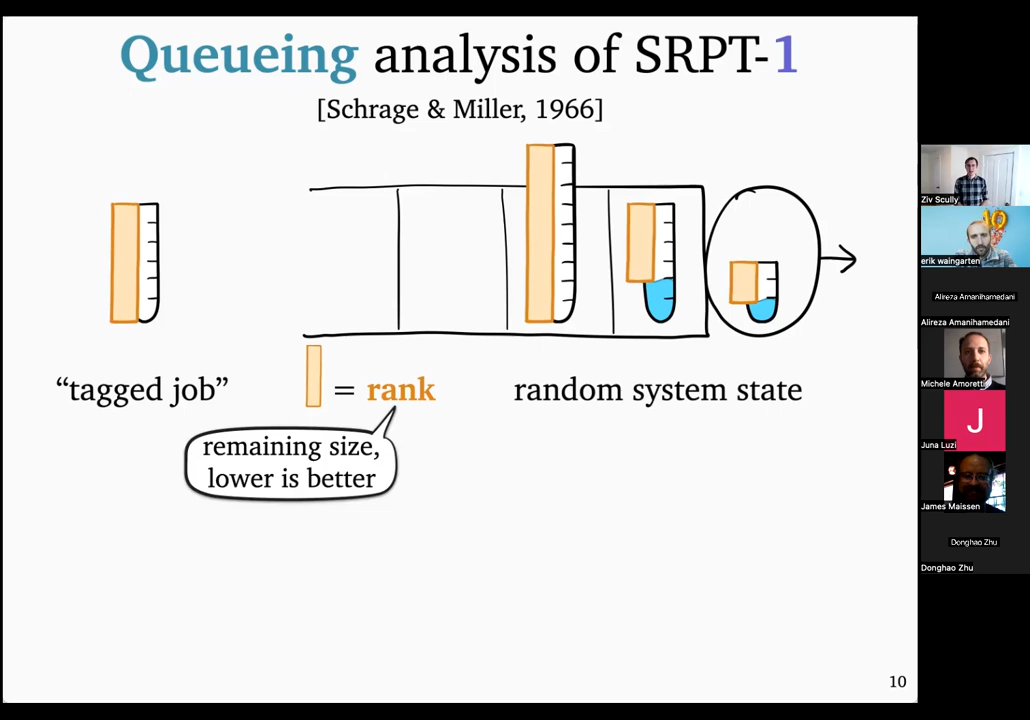 Queueing analysis of SRPT-1
[Schrage & Miller, 1966]
“tagged job”
= rank
random system state
remaining size,
lower is better
10
Ziv Scully
erik waingarten
Alireza Amanihamedani
Alireza Amanihamedani
Michele Amoretti
J
Juna Luzi
James Maissen
Donghao Zhu
Donghao Zhu